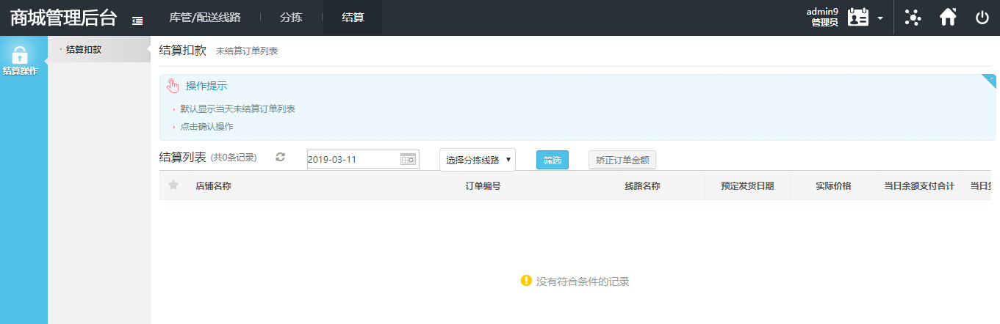 商城管理后台 库管/配送线路 分拣 结算 admin9
管理员
结算操作
· 结算扣款
结算扣款 未结算订单列表
操作提示
默认显示当天未结算订单列表
点击确认操作
结算列表 (共0条记录) 2019-03-11 选择分拣线路 筛选 矫正订单金额
店铺名称 订单编号 线路名称 预定发货日期 实际价格 当日余额支付合计 当日
没有符合条件的记录